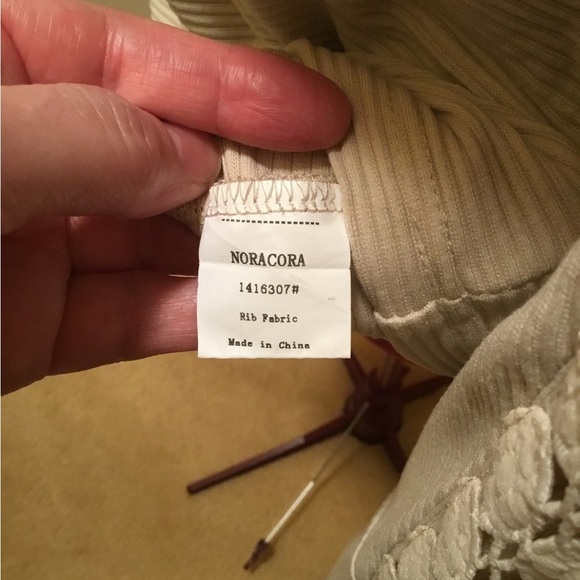 NORACORA
1416307#
Rib Fabric
Made in China